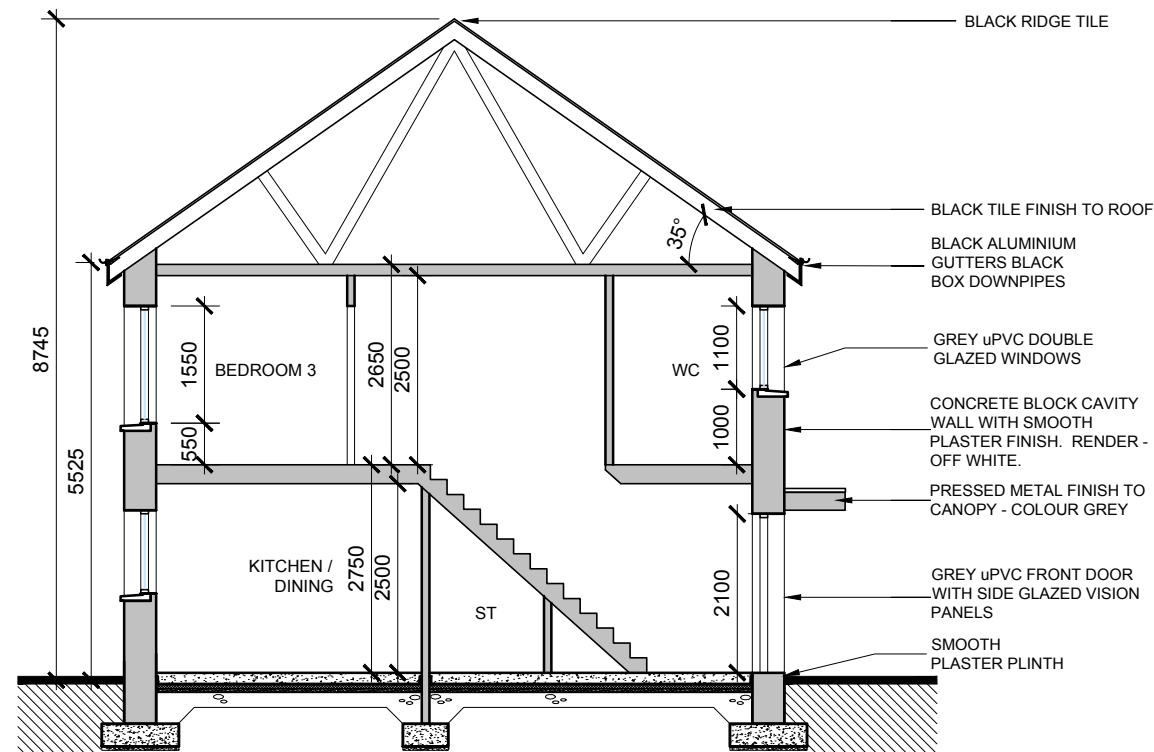 BLACK RIDGE TILE
BLACK TILE FINISH TO ROOF
35°
BLACK ALUMINIUM
GUTTERS BLACK
BOX DOWNPIPES
8745
5525
1550
550
BEDROOM 3
2650
2500
WC
1100
1000
GREY uPVC DOUBLE
GLAZED WINDOWS
CONCRETE BLOCK CAVITY
WALL WITH SMOOTH
PLASTER FINISH. RENDER -
OFF WHITE.
PRESSED METAL FINISH TO
CANOPY - COLOUR GREY
KITCHEN /
DINING
2750
2500
ST
2100
GREY uPVC FRONT DOOR
WITH SIDE GLAZED VISION
PANELS
SMOOTH
PLASTER PLINTH